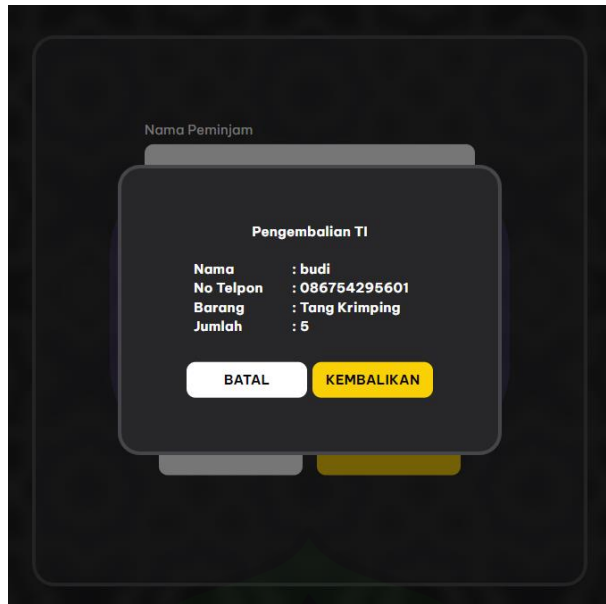 Nama Peminjam
Pengembalian TI
Nama : budi
No Telpon : 086754295601
Barang : Tang Krimping
Jumlah : 5
BATAL KEMBALIKAN